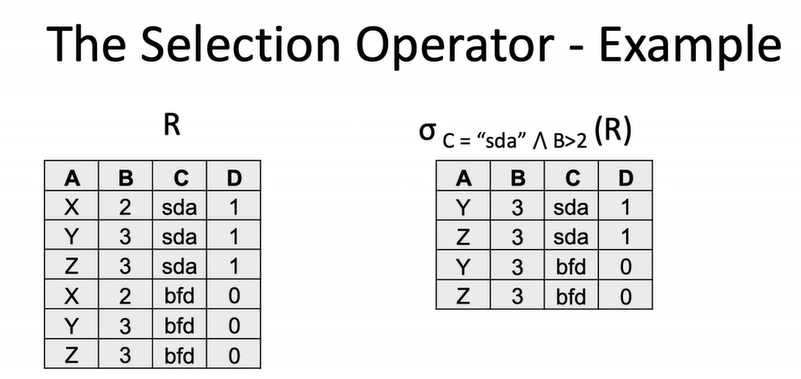 The Selection Operator - Example
R
σ C = “sda” ⋀ B>2 (R)
A B C D
X 2 sda 1
Y 3 sda 1
Z 3 sda 1
X 2 bfd 0
Y 3 bfd 0
Z 3 bfd 0
A B C D
Y 3 sda 1
Z 3 sda 1
Y 3 bfd 0
Z 3 bfd 0